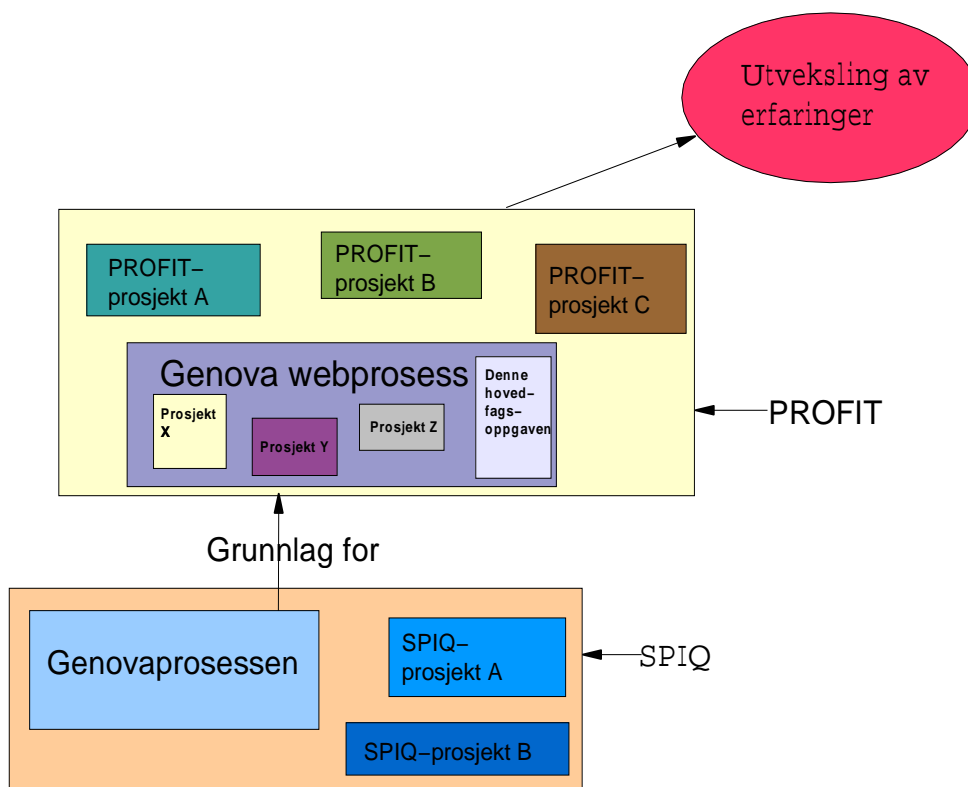 Utveksling av
erfaringer
PROFIT–
prosjekt A
PROFIT–
prosjekt B
PROFIT–
prosjekt C
Genova webprosess
Prosjekt
X
Prosjekt Y
Prosjekt Z
Denne
hoved–
fags–
oppgaven
PROFIT
Grunnlag for
Genovaprosessen
SPIQ–
prosjekt A
SPIQ–prosjekt B
SPIQ